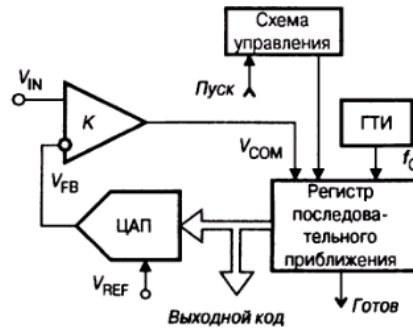 Схема
управления
Пуск
V_IN
K
ГТИ
V_COM
f_C
V_FB
Регистр
последова-
тельного
приближения
ЦАП
V_REF
Готов
Выходной код